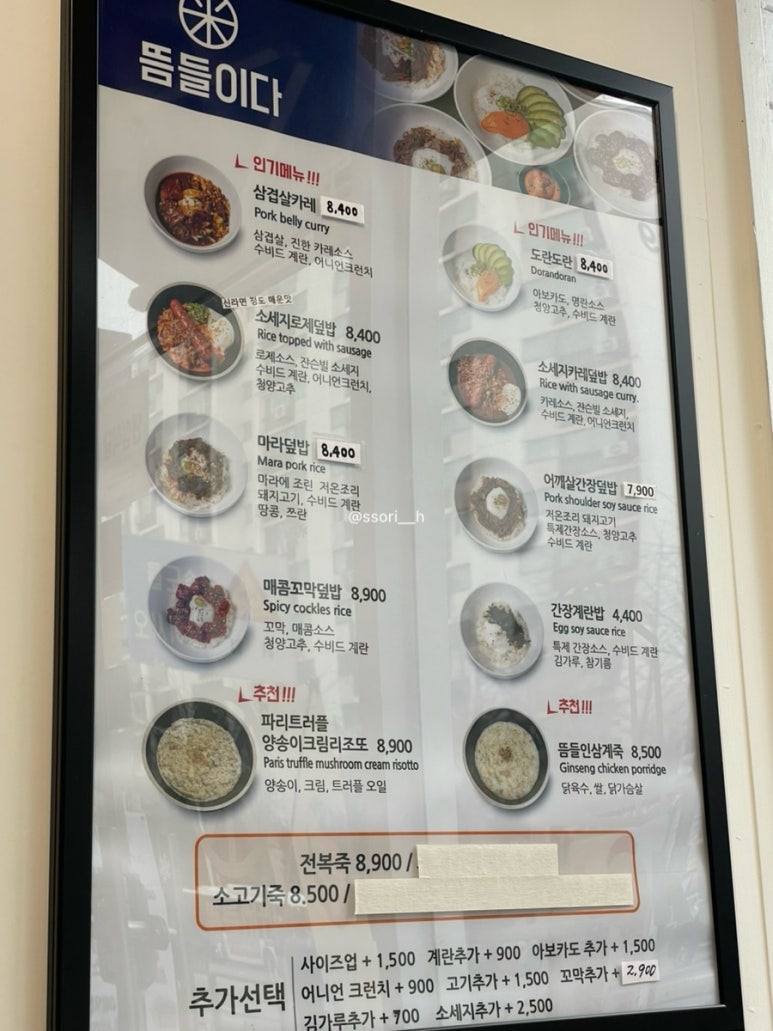 뜸들이다
인기메뉴!!!
삼겹살카레 8.400
Pork belly curry
삼겹살, 진한 카레소스
수비드 계란, 어니언크런치
신라면 정도 매운맛
소세지로제덮밥 8,400
Rice topped with sausage
로제소스, 쟌슨빌 소세지
수비드 계란, 어니언크런치,
청양고추
마라덮밥 8,400
Mara pork rice
마라에 조린 저온조리
돼지고기, 수비드 계란
땅콩, 쯔란
매콤꼬막덮밥 8,900
Spicy cockles rice
꼬막, 매콤소스
청양고추, 수비드 계란
추천!!!
파리트러플
양송이크림리조또 8,900
Paris truffle mushroom cream risotto
양송이, 크림, 트러플 오일
인기메뉴!!!
도란도란 8,400
Dorandoran
아보카도, 명란소스
청양고추, 수비드 계란
소세지카레덮밥 8,400
Rice with sausage curry.
카레소스, 쟌슨빌 소세지,
수비드 계란, 어니언크런치
어깨살간장덮밥 7,900
Pork shoulder soy sauce rice
저온조리 돼지고기
특제간장소스, 청양고추
수비드 계란
간장계란밥 4,400
Egg soy sauce rice
특제 간장소스, 수비드 계란
김가루, 참기름
추천!!!
뜸들인삼계죽 8,500
Ginseng chicken porridge
닭육수, 쌀, 닭가슴살
@ssori__h
전복죽 8,900 /
소고기죽 8.500 /
추가선택
사이즈업 + 1,500 계란추가 + 900 아보카도 추가 + 1,500
어니언 크런치 + 900 고기추가 + 1,500 꼬막추가 + 2,900
김가루추가 + 700 소세지추가 + 2,500